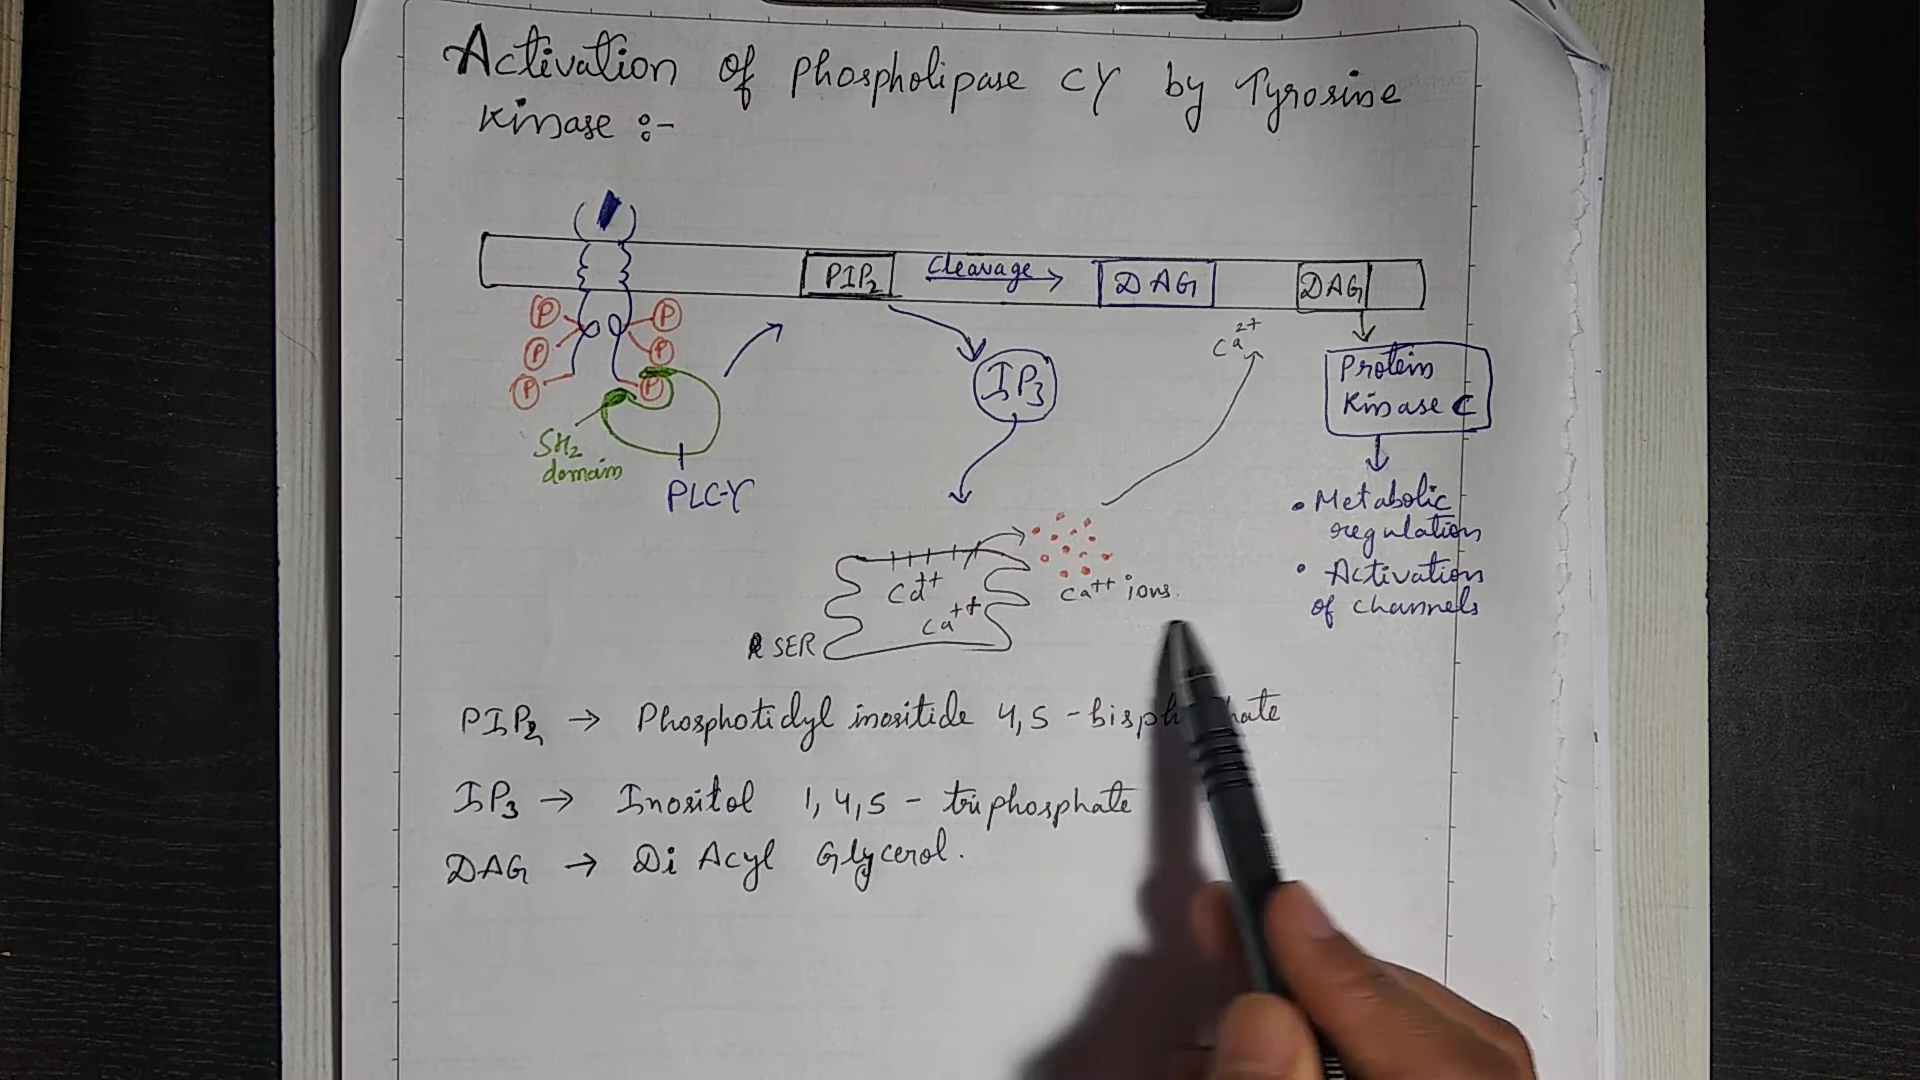 Activation of Phospholipase Cγ by Tyrosine
Kinase :-
PIP2
Cleavage →
DAG
DAG
P
P
P
P
P
P
Ca2+
IP3
Protein
Kinase C
SH2
domain
PLC-γ
• Metabolic
regulation
• Activation
of channels
Ca++
Ca++
Ca++ ions.
SER
PIP2 → Phosphotidyl inositide 4,5 - bisphate
IP3 → Inositol 1,4,5 - triphosphate
DAG → Di Acyl Glycerol.